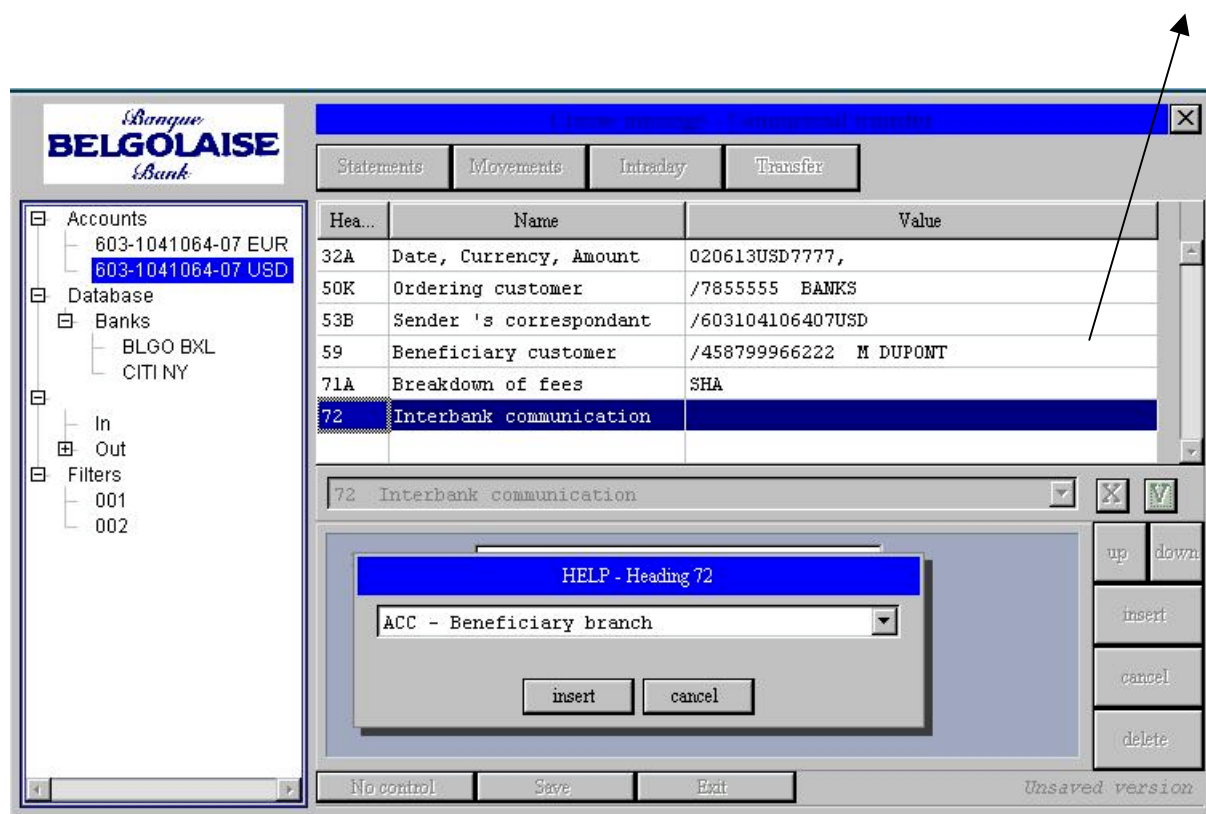 Banque
BELGOLAISE
Bank
Create message - Commercial transfer
Statements Movements Intraday Transfer
Accounts
603-1041064-07 EUR
603-1041064-07 USD
Database
Banks
BLGO BXL
CITI NY
In
Out
Filters
001
002
Hea... Name Value
32A Date, Currency, Amount 020613USD7777,
50K Ordering customer /7855555 BANKS
53B Sender 's correspondant /603104106407USD
59 Beneficiary customer /458799966222 M DUPONT
71A Breakdown of fees SHA
72 Interbank communication
72 Interbank communication X V
HELP - Heading 72
ACC - Beneficiary branch
insert cancel
up down
insert
cancel
delete
No control Save Exit Unsaved version